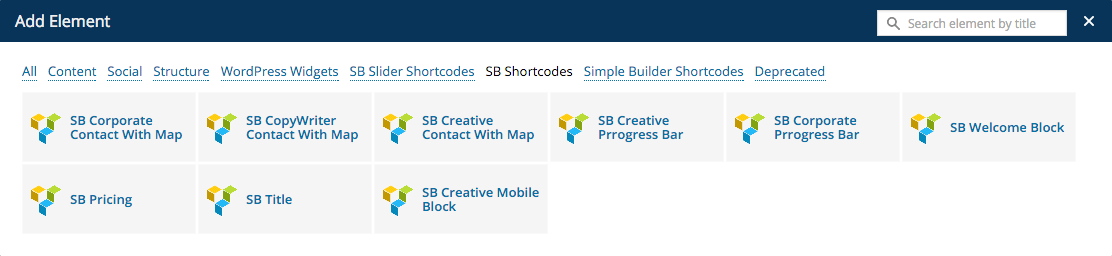 Add Element
Search element by title
All Content Social Structure WordPress Widgets SB Slider Shortcodes SB Shortcodes Simple Builder Shortcodes Deprecated
SB Corporate
Contact With Map
SB CopyWriter
Contact With Map
SB Creative
Contact With Map
SB Creative
Prrogress Bar
SB Corporate
Prrogress Bar
SB Welcome Block
SB Pricing
SB Title
SB Creative Mobile
Block